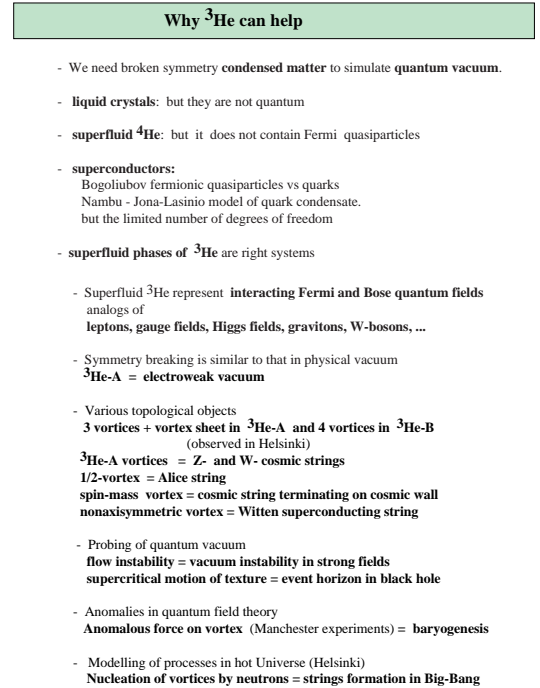 Why ³He can help
- We need broken symmetry condensed matter to simulate quantum vacuum.
- liquid crystals: but they are not quantum
- superfluid ⁴He: but it does not contain Fermi quasiparticles
- superconductors:
Bogoliubov fermionic quasiparticles vs quarks
Nambu - Jona-Lasinio model of quark condensate.
but the limited number of degrees of freedom
- superfluid phases of ³He are right systems
- Superfluid ³He represent interacting Fermi and Bose quantum fields
analogs of
leptons, gauge fields, Higgs fields, gravitons, W-bosons, ...
- Symmetry breaking is similar to that in physical vacuum
³He-A = electroweak vacuum
- Various topological objects
3 vortices + vortex sheet in ³He-A and 4 vortices in ³He-B
(observed in Helsinki)
³He-A vortices = Z- and W- cosmic strings
1/2-vortex = Alice string
spin-mass vortex = cosmic string terminating on cosmic wall
nonaxisymmetric vortex = Witten superconducting string
- Probing of quantum vacuum
flow instability = vacuum instability in strong fields
supercritical motion of texture = event horizon in black hole
- Anomalies in quantum field theory
Anomalous force on vortex (Manchester experiments) = baryogenesis
- Modelling of processes in hot Universe (Helsinki)
Nucleation of vortices by neutrons = strings formation in Big-Bang